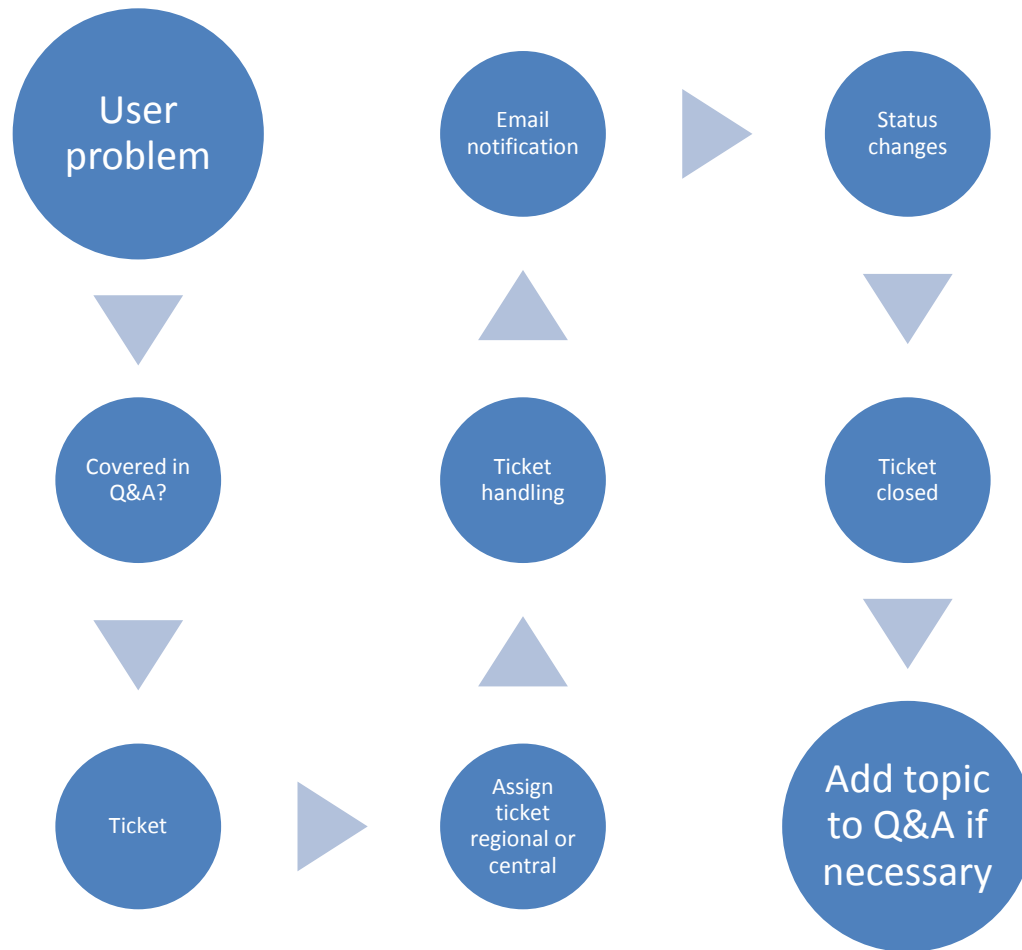 User
problem
Covered in
Q&A?
Ticket
Assign
ticket
regional or
central
Ticket
handling
Email
notification
Status
changes
Ticket
closed
Add topic
to Q&A if
necessary